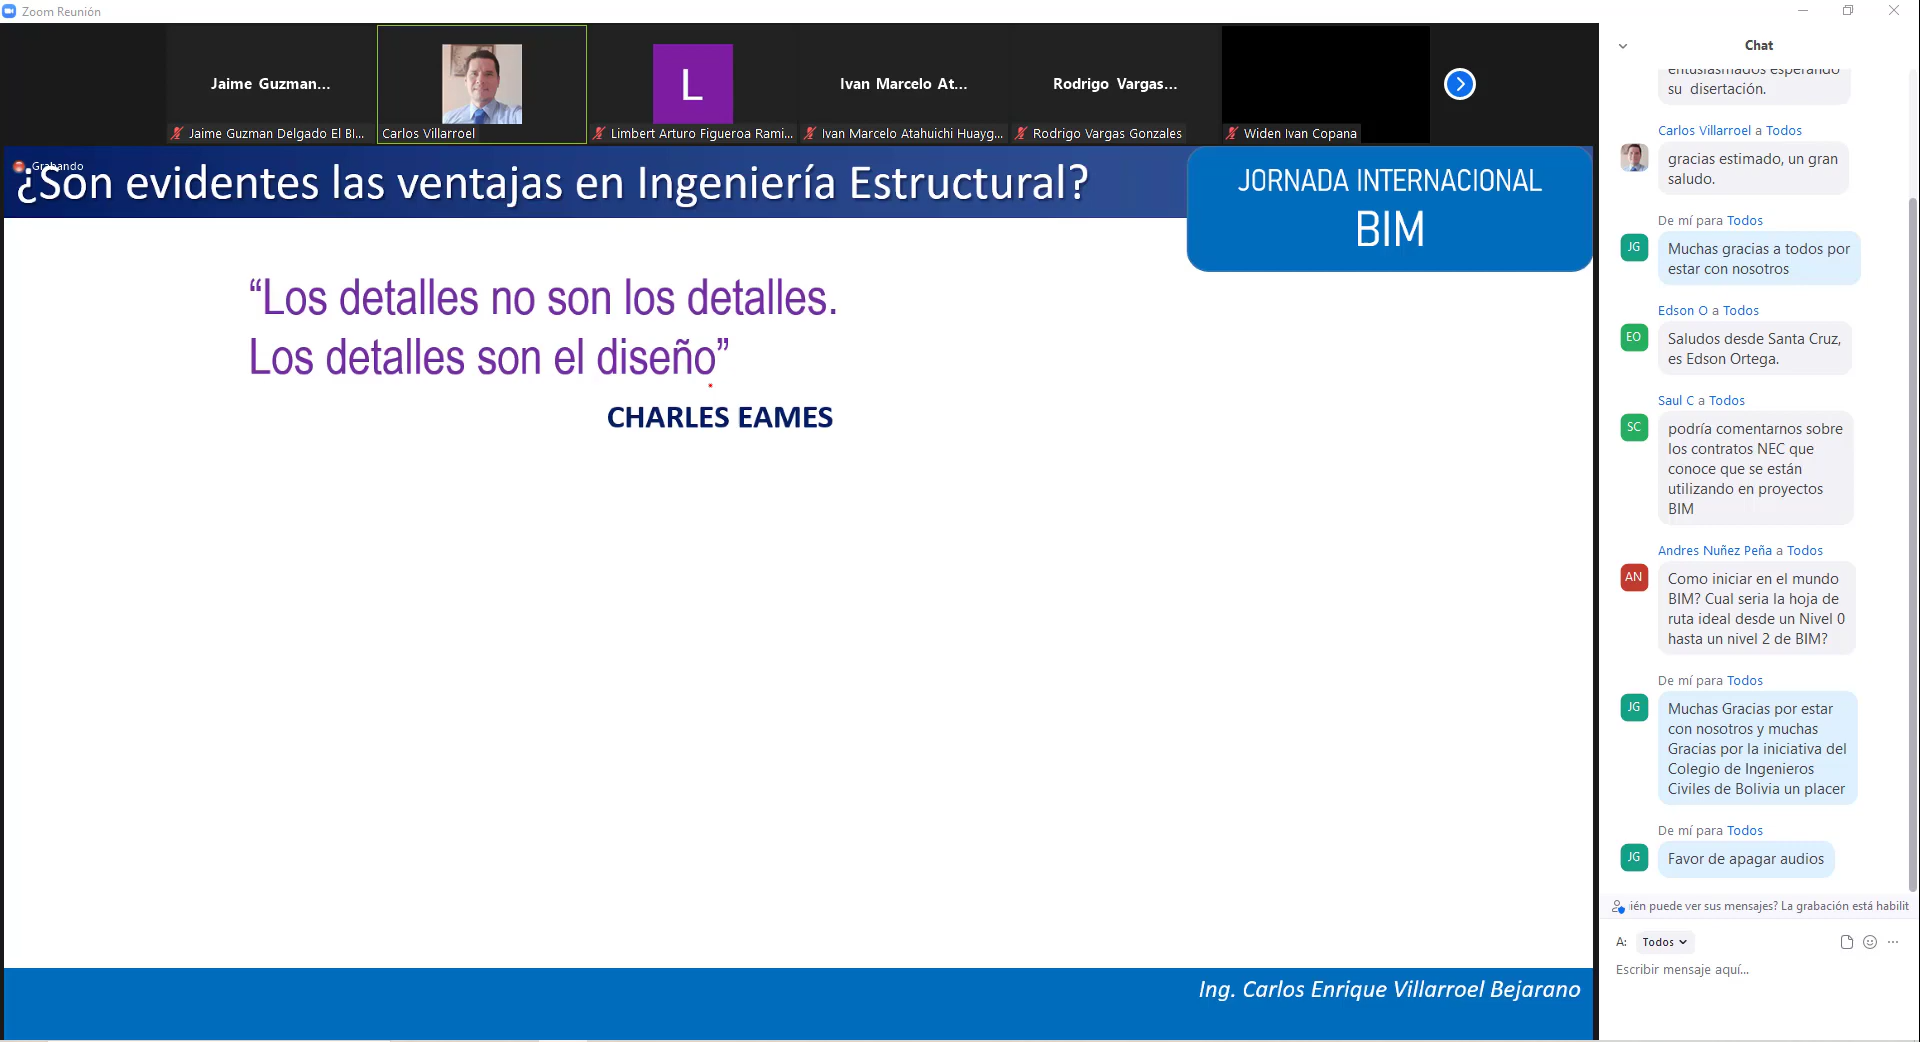 Zoom Reunión
Jaime Guzman...
Jaime Guzman Delgado El BI...
Carlos Villarroel
L
Limbert Arturo Figueroa Rami...
Ivan Marcelo At...
Ivan Marcelo Atahuichi Huayg...
Rodrigo Vargas...
Rodrigo Vargas Gonzales
Widen Ivan Copana
Grabando
¿Son evidentes las ventajas en Ingeniería Estructural?
JORNADA INTERNACIONAL
BIM
“Los detalles no son los detalles.
Los detalles son el diseño”
CHARLES EAMES
Ing. Carlos Enrique Villarroel Bejarano
Chat
entusiasmados esperando
su disertación.
Carlos Villarroel a Todos
gracias estimado, un gran
saludo.
De mí para Todos
JG
Muchas gracias a todos por
estar con nosotros
Edson O a Todos
EO
Saludos desde Santa Cruz,
es Edson Ortega.
Saul C a Todos
SC
podría comentarnos sobre
los contratos NEC que
conoce que se están
utilizando en proyectos
BIM
Andres Nuñez Peña a Todos
AN
Como iniciar en el mundo
BIM? Cual seria la hoja de
ruta ideal desde un Nivel 0
hasta un nivel 2 de BIM?
De mí para Todos
JG
Muchas Gracias por estar
con nosotros y muchas
Gracias por la iniciativa del
Colegio de Ingenieros
Civiles de Bolivia un placer
De mí para Todos
JG
Favor de apagar audios
ién puede ver sus mensajes? La grabación está habilit
A: Todos
Escribir mensaje aquí...